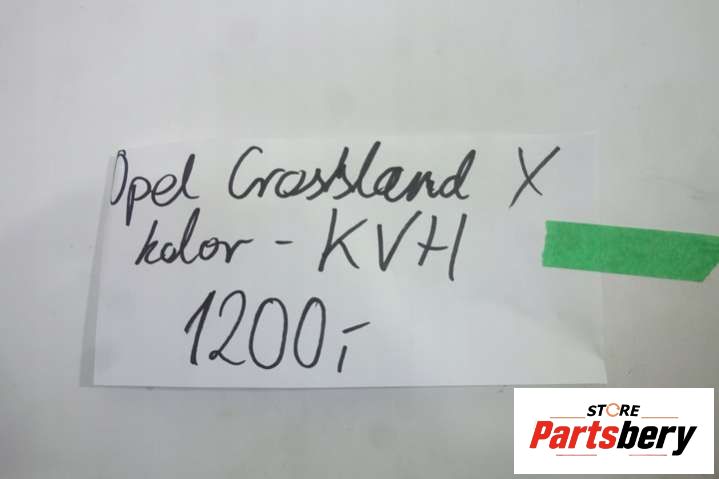 Opel Crossland X
kolor - KVH
1200,-
STORE
Partsbery